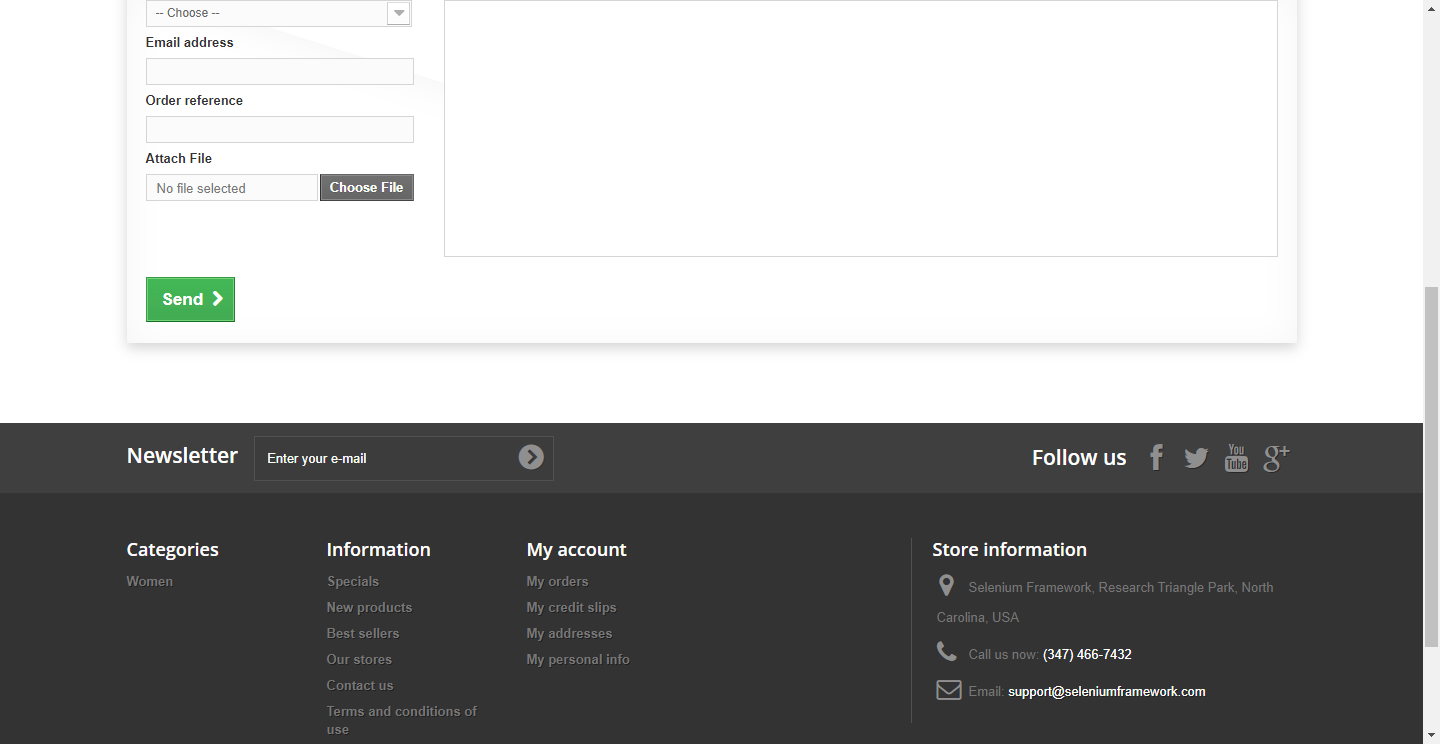 -- Choose --
Email address
Order reference
Attach File
No file selected
Choose File
Send
Newsletter
Enter your e-mail
Follow us
You
Tube
g+
Categories
Women
Information
Specials
New products
Best sellers
Our stores
Contact us
Terms and conditions of
use
My account
My orders
My credit slips
My addresses
My personal info
Store information
Selenium Framework, Research Triangle Park, North
Carolina, USA
Call us now: (347) 466-7432
Email: support@seleniumframework.com